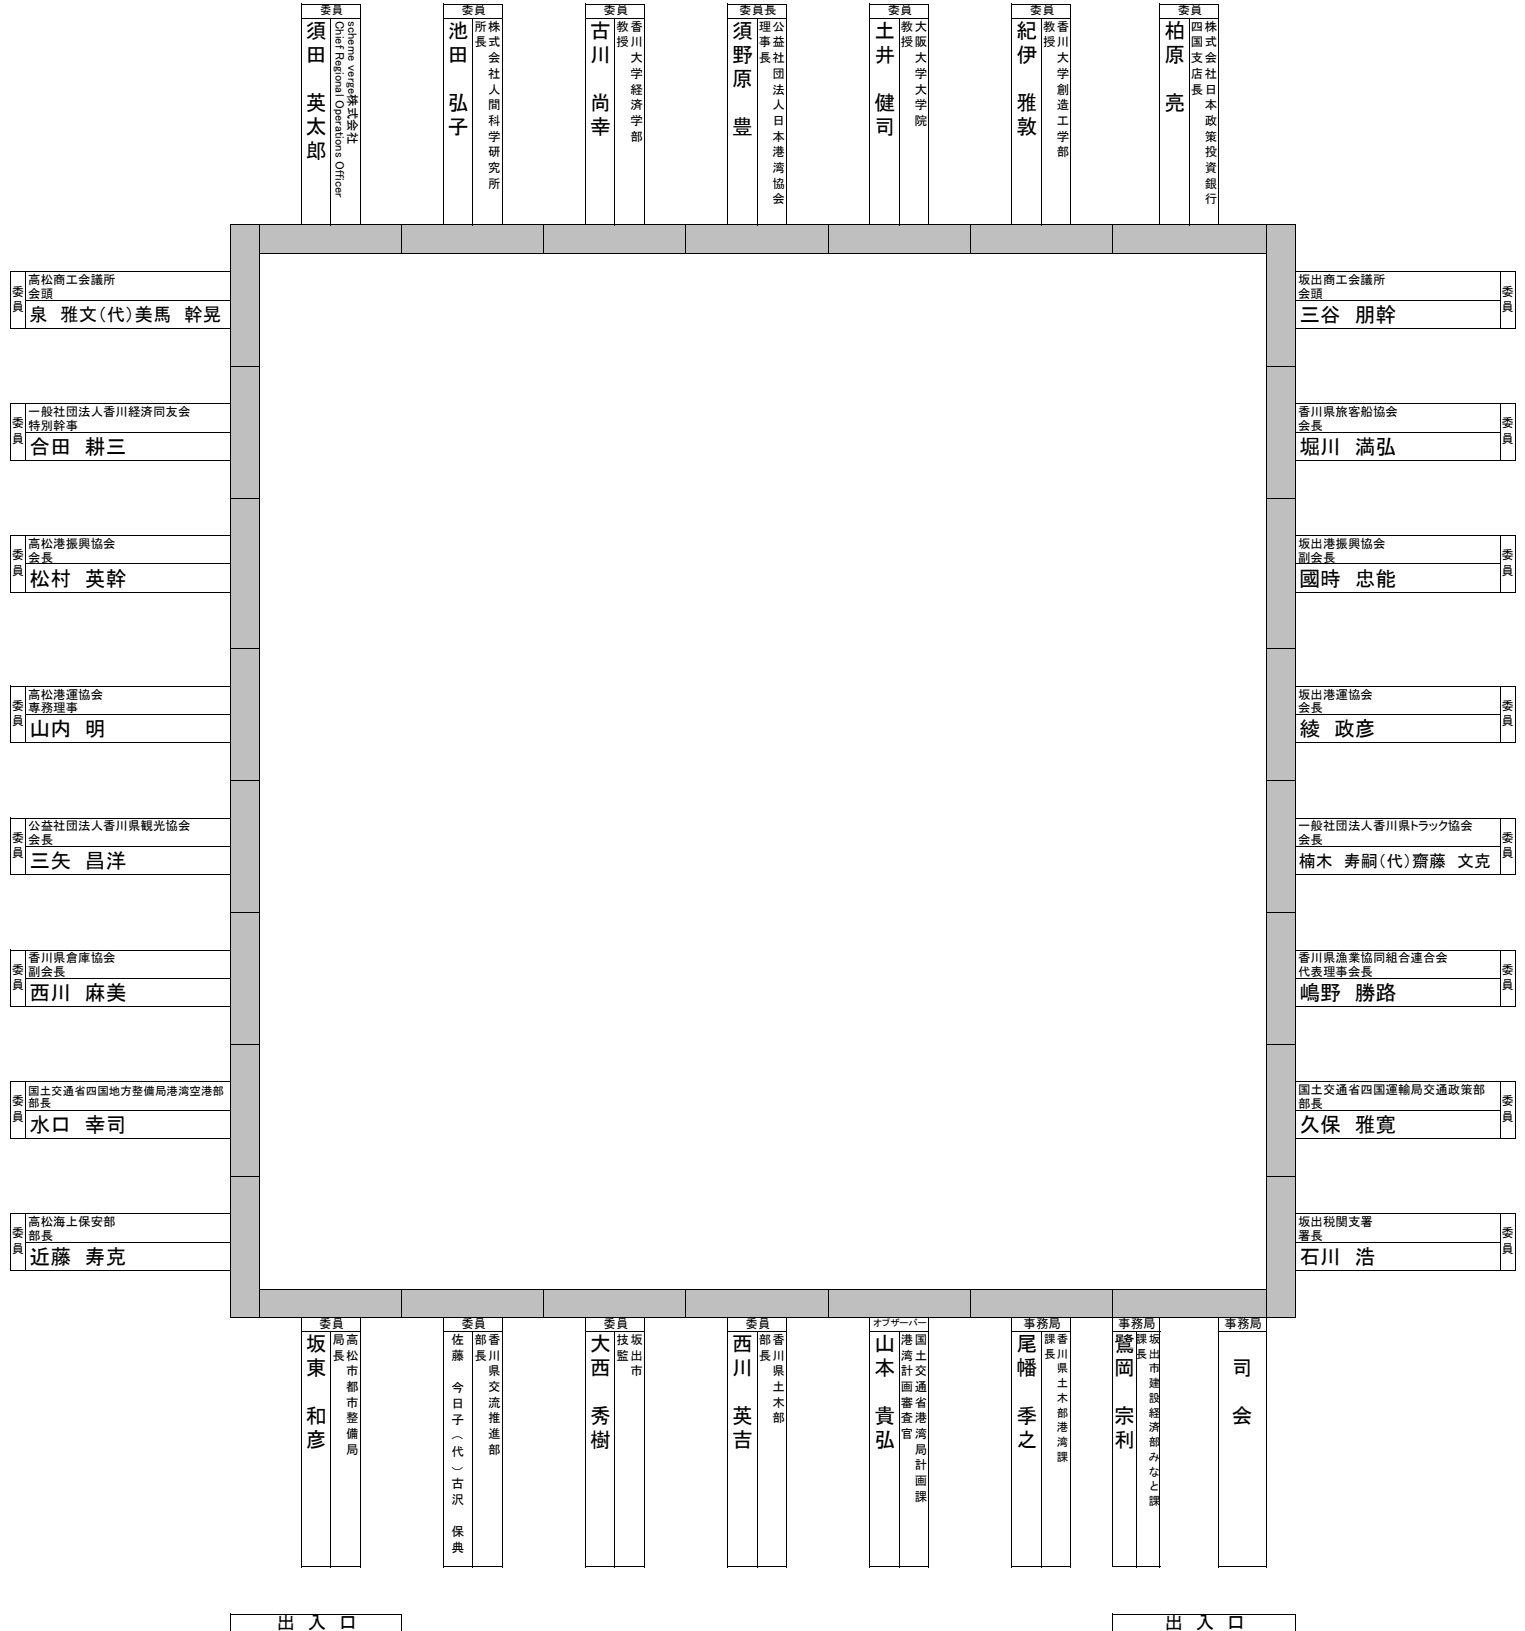 委員
須田 英太郎
scheme verge株式会社
Chief Regional Operations Officer
委員
池田 弘子
株式会社人間科学研究所
所長
委員
古川 尚幸
香川大学経済学部
教授
委員長
須野原 豊
公益社団法人日本港湾協会
理事長
委員
土井 健司
大阪大学大学院
教授
委員
紀伊 雅敦
香川大学創造工学部
教授
委員
柏原 亮
株式会社日本政策投資銀行
四国支店長
委員
高松商工会議所
会頭
泉 雅文(代)美馬 幹晃
委員
一般社団法人香川経済同友会
特別幹事
合田 耕三
委員
高松港振興協会
会長
松村 英幹
委員
高松港運協会
専務理事
山内 明
委員
公益社団法人香川県観光協会
会長
三矢 昌洋
委員
香川県倉庫協会
副会長
西川 麻美
委員
国土交通省四国地方整備局港湾空港部
部長
水口 幸司
委員
高松海上保安部
部長
近藤 寿克
坂出商工会議所
会頭
三谷 朋幹
委員
香川県旅客船協会
会長
堀川 満弘
委員
坂出港振興協会
副会長
國時 忠能
委員
坂出港運協会
会長
綾 政彦
委員
一般社団法人香川県トラック協会
会長
楠木 寿嗣(代)齋藤 文克
委員
香川県漁業協同組合連合会
代表理事会長
嶋野 勝路
委員
国土交通省四国運輸局交通政策部
部長
久保 雅寛
委員
坂出税関支署
署長
石川 浩
委員
委員
坂東 和彦
高松市都市整備局
局長
委員
佐藤 今日子(代)古沢 保典
香川県交流推進部
部長
委員
大西 秀樹
坂出市
技監
委員
西川 英吉
香川県土木部
部長
オブザーバー
山本 貴弘
国土交通省港湾局計画課
港湾計画審査官
事務局
尾幡 季之
香川県土木部港湾課
課長
事務局
鷺岡 宗利
坂出市建設経済部みなと課
課長
事務局
司会
出入口
出入口